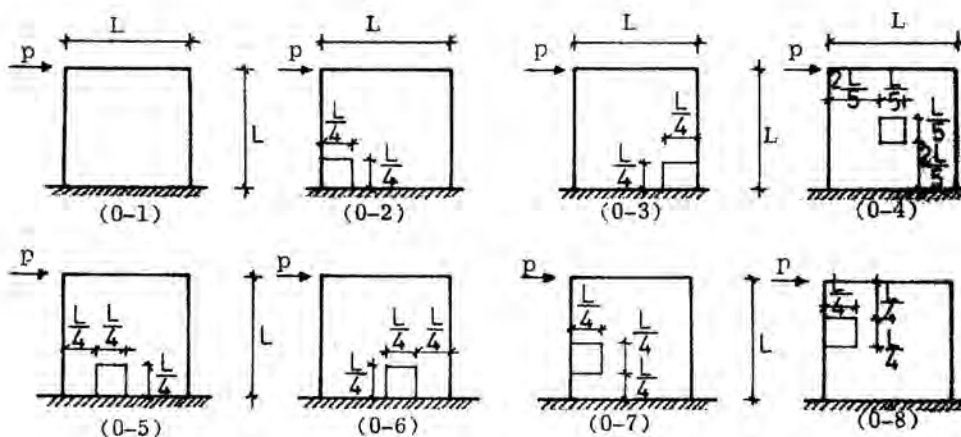 L L L L
p p p p
L/4 L/4 2L/5 L/5
L L/4 L/4 L L/5
2L/5
(0-1) (0-2) (0-3) (0-4)
p p p p
L/4 L/4 L/4 L/4 L/4 L/4 L/4
L L/4 L
L/4 L/4 L/4 L/4
(0-5) (0-6) (0-7) (0-8)